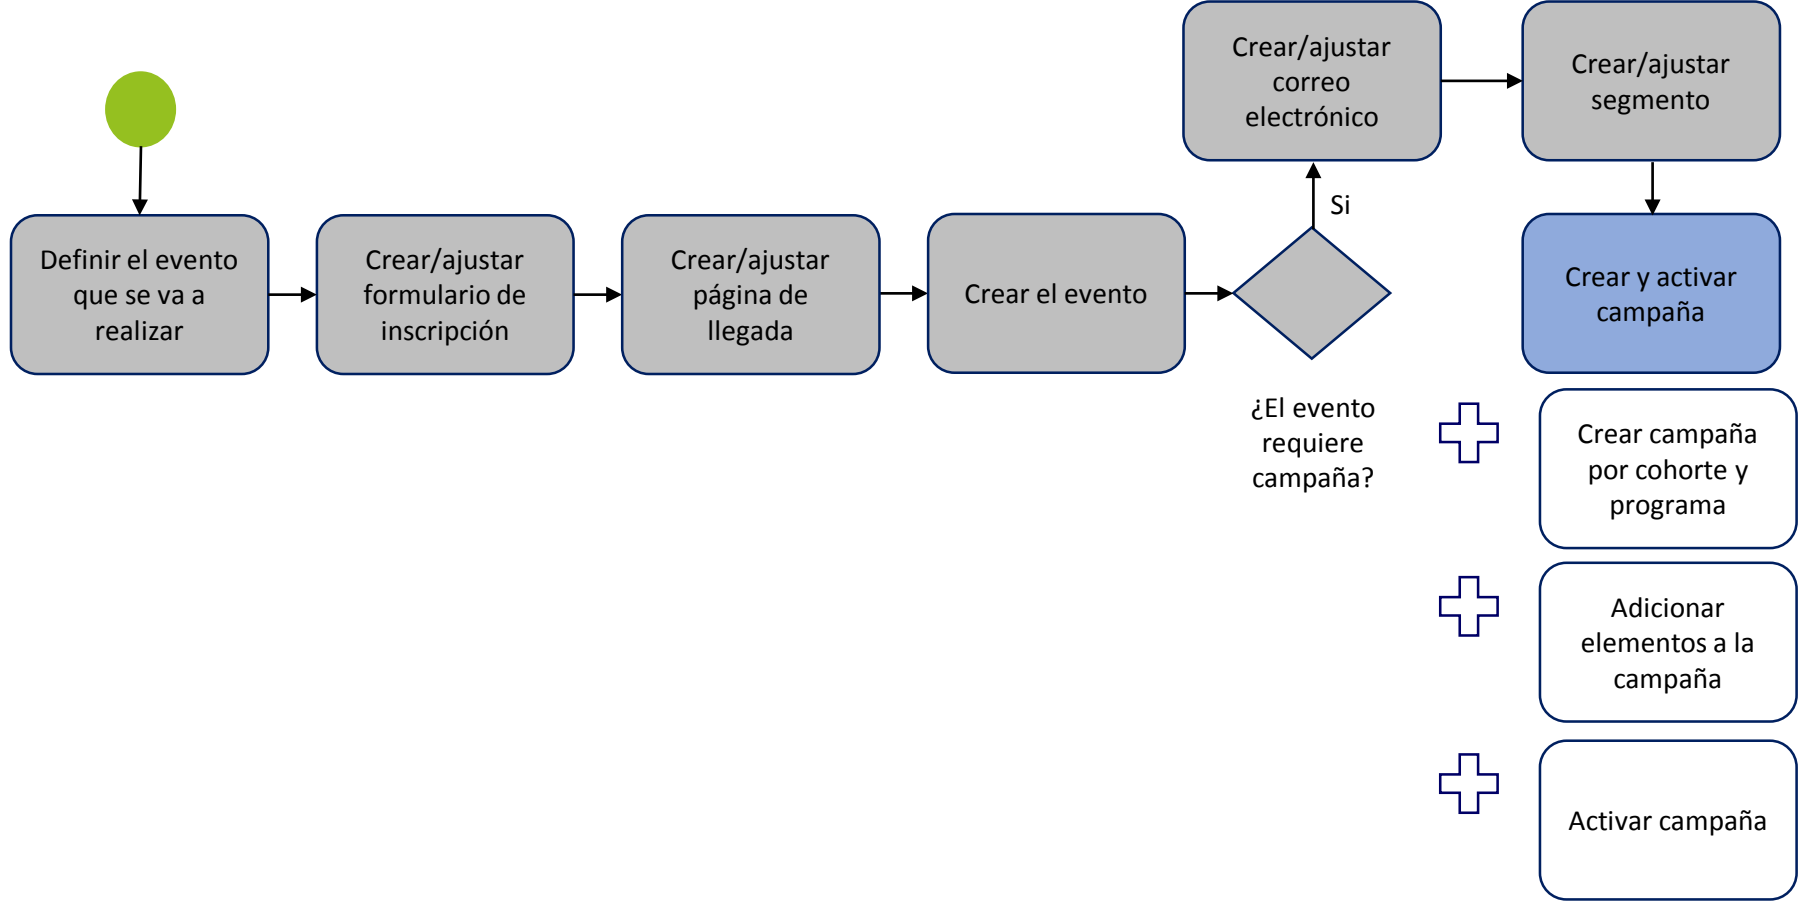 Crear/ajustar
correo
electrónico
Crear/ajustar
segmento
Si
Definir el evento
que se va a
realizar
Crear/ajustar
formulario de
inscripción
Crear/ajustar
página de
llegada
Crear el evento
Crear y activar
campaña
¿El evento
requiere
campaña?
Crear campaña
por cohorte y
programa
Adicionar
elementos a la
campaña
Activar campaña